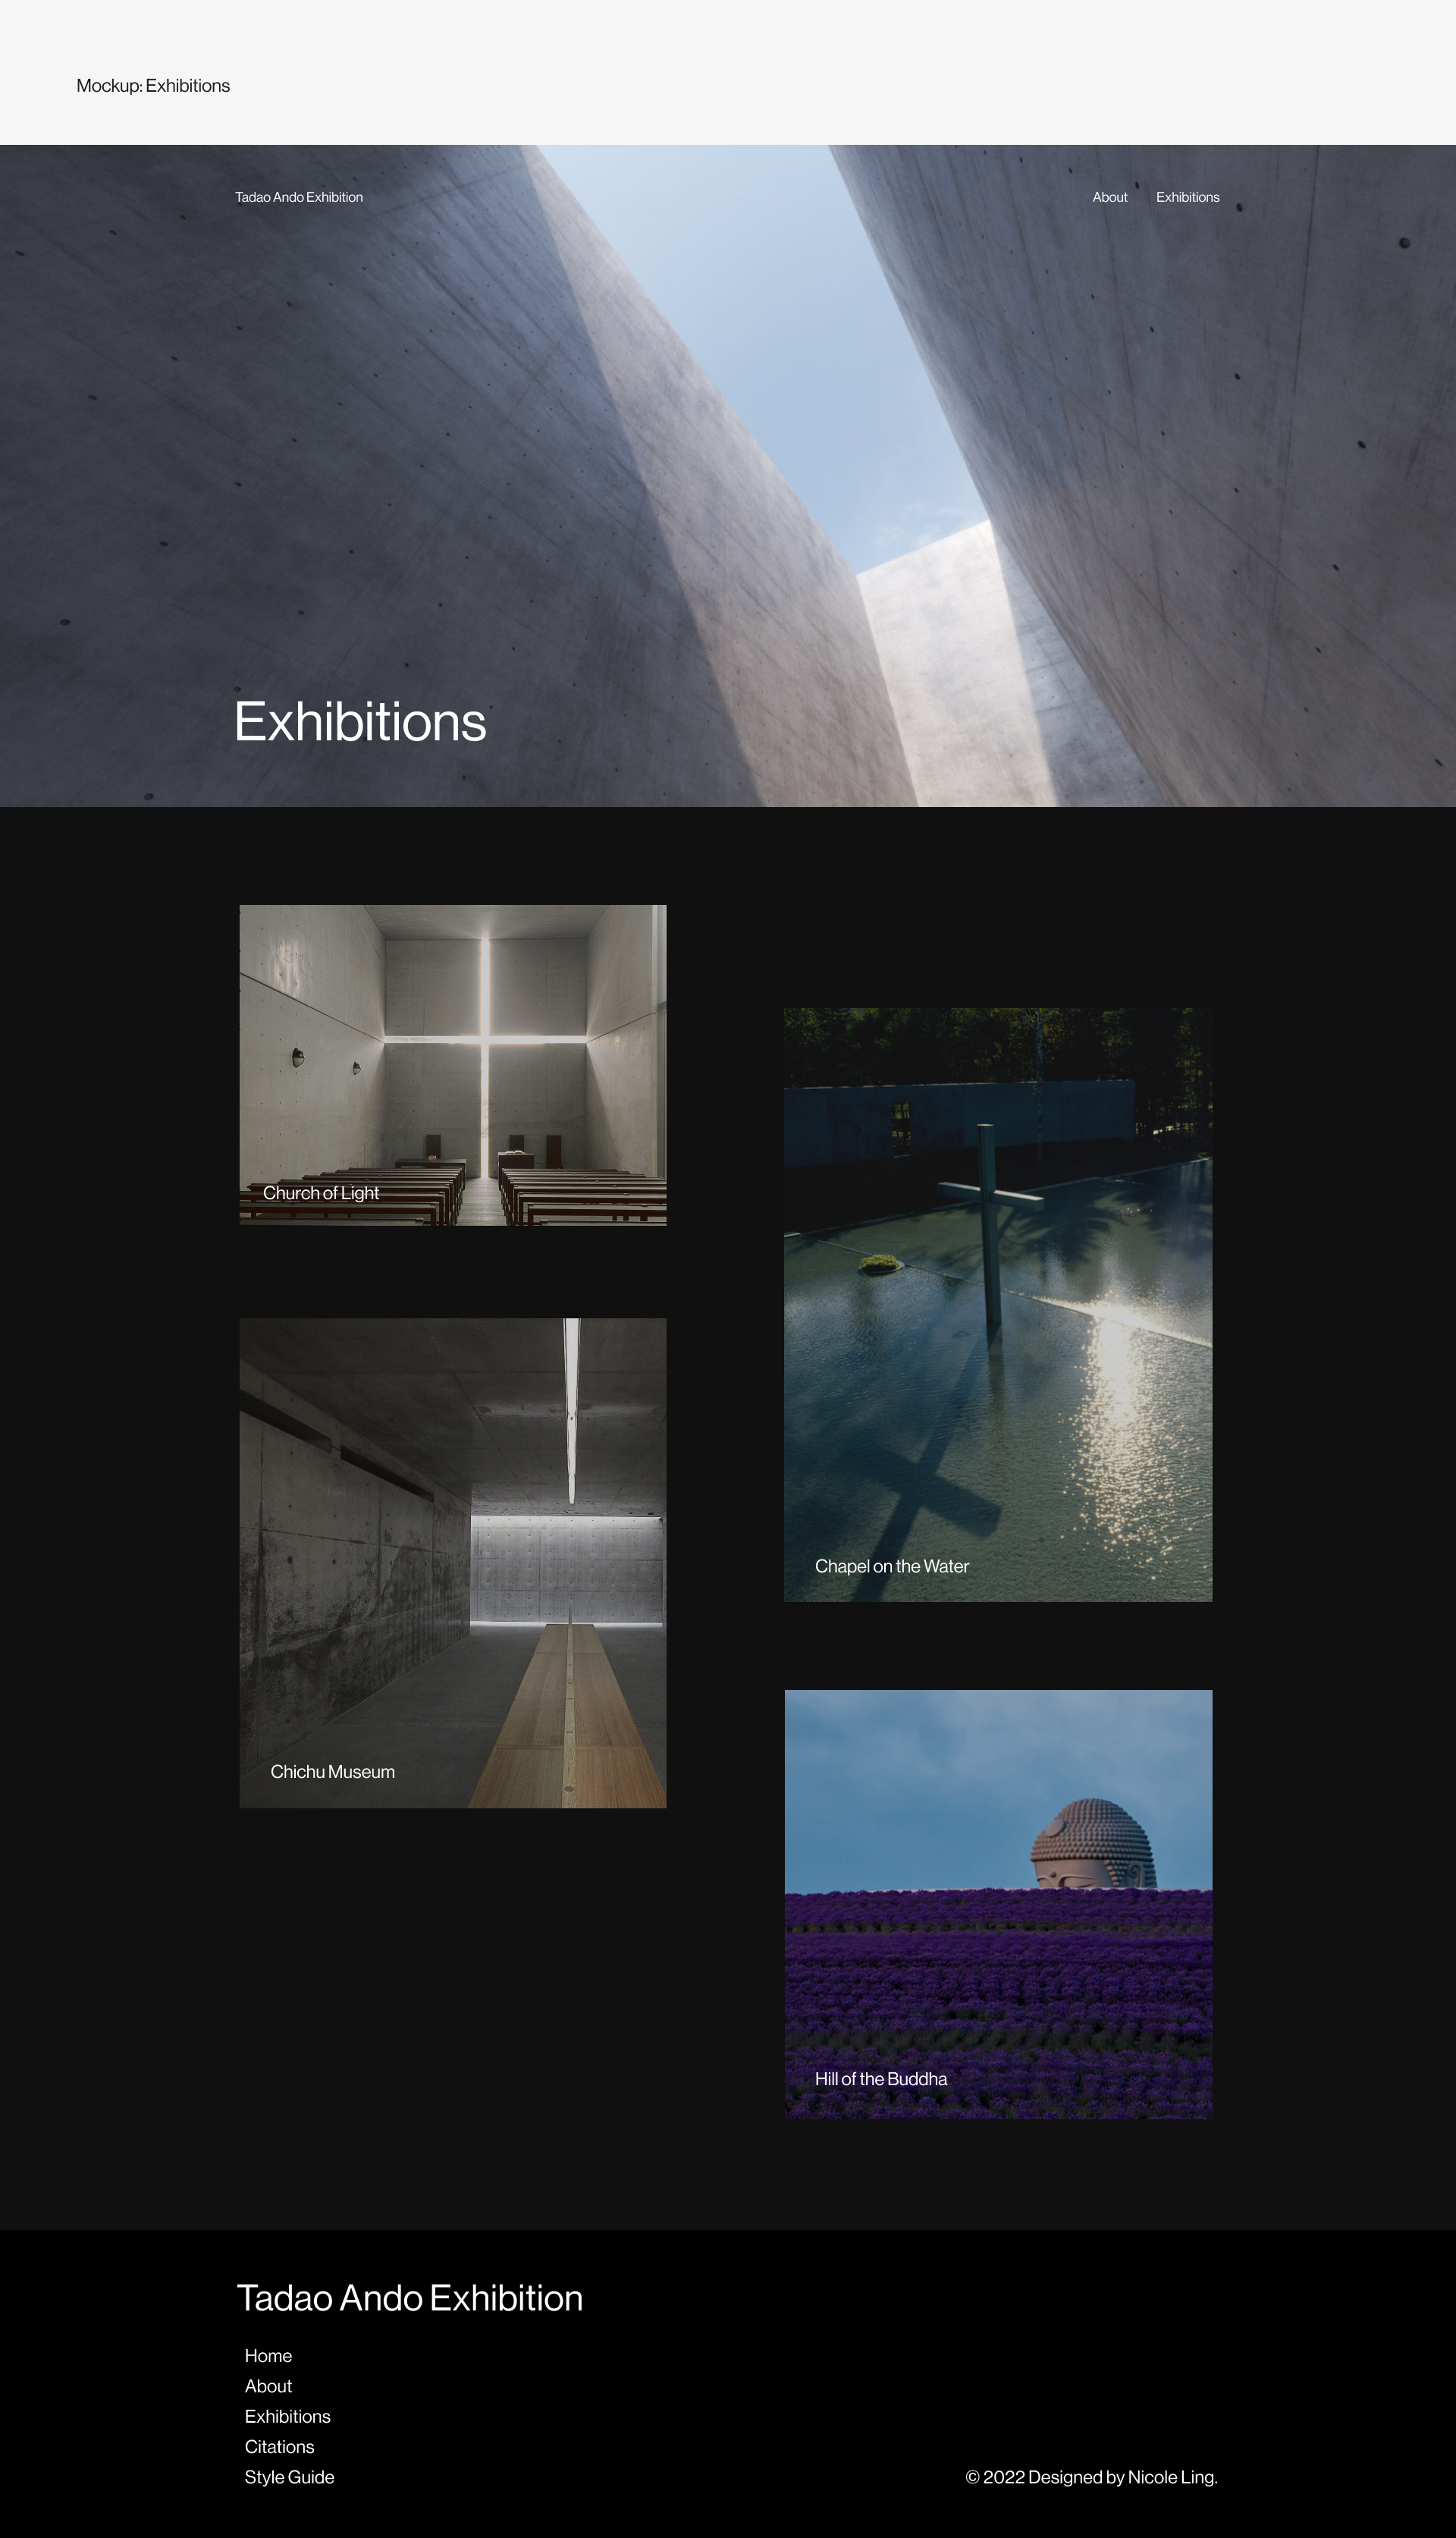 Mockup: Exhibitions
Tadao Ando Exhibition
About
Exhibitions
Exhibitions
Church of Light
Chapel on the Water
Chichu Museum
Hill of the Buddha
Tadao Ando Exhibition
Home
About
Exhibitions
Citations
Style Guide
© 2022 Designed by Nicole Ling.